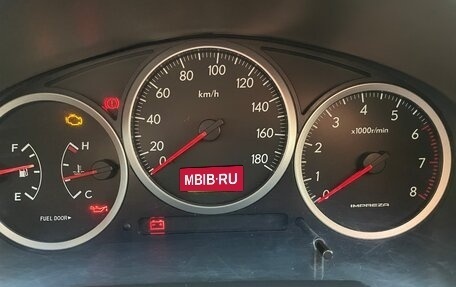 F
E
H
C
FUEL DOOR▸
0
20
40
60
80
100
120
140
160
180
km/h
MBIB·RU
0
1
2
3
4
5
6
7
8
x1000r/min
IMPREZA